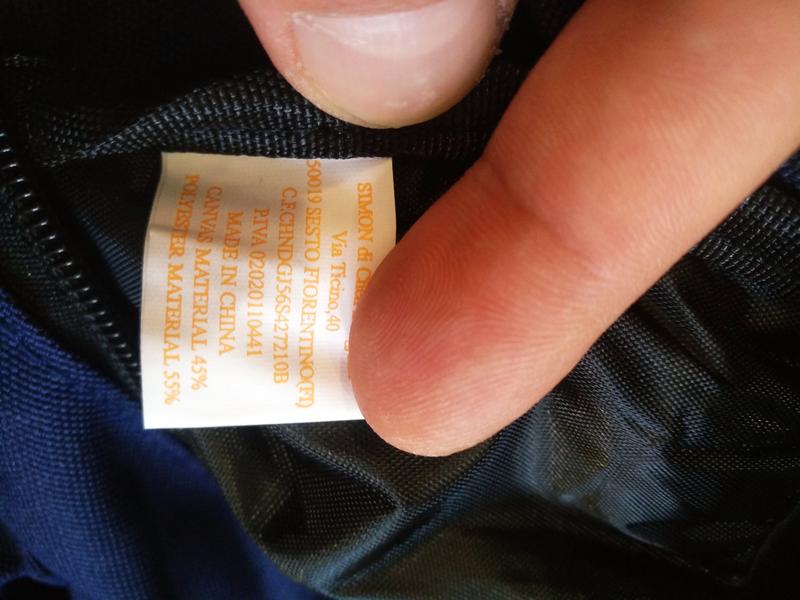 SIMON di
Via Ticino,40
50019 SESTO FIORENTINO(FI)
C.F.CHNDGJ56S427210B
P.IVA 02020110441
MADE IN CHINA
CANVAS MATERIAL 45%
POLYESTER MATERIAL 55%